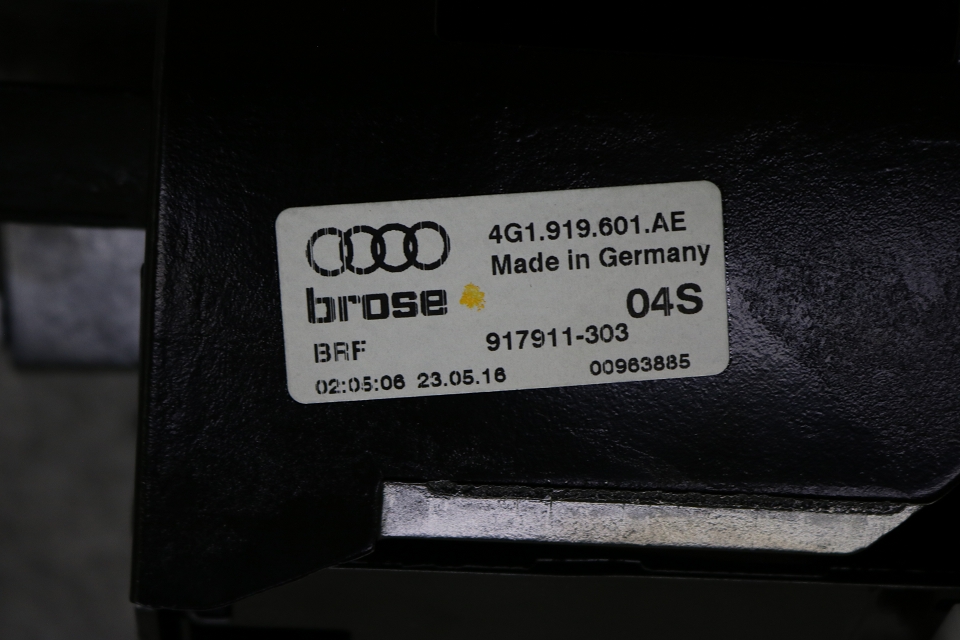 4G1.919.601.AE
Made in Germany
brose
04S
BRF
917911-303
02:05:06 23.05.16
00963885